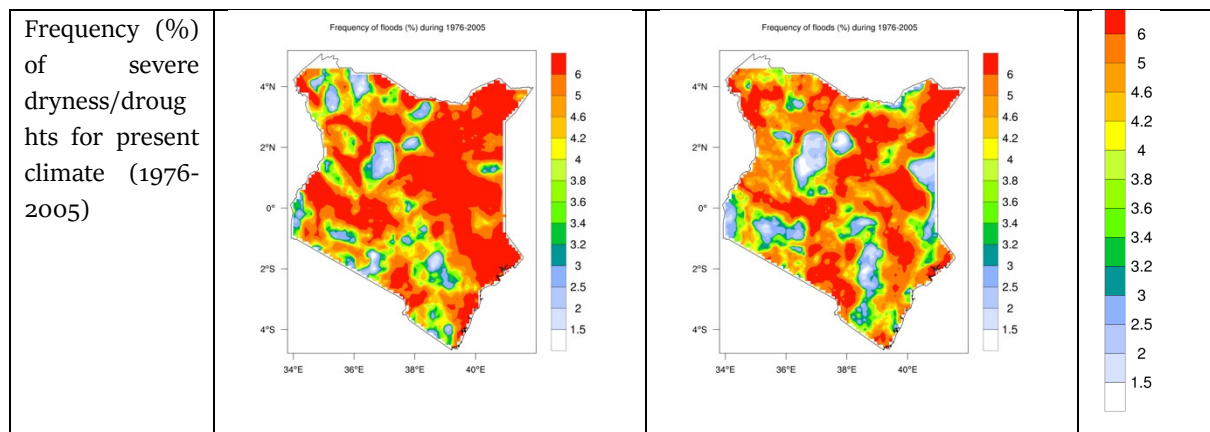 Frequency (%)
of severe
dryness/droug
hts for present
climate (1976-
2005)
Frequency of floods (%) during 1976-2005
4°N
2°N
0°
2°S
4°S
34°E
36°E
38°E
40°E
6
5
4.6
4.2
4
3.8
3.6
3.4
3.2
3
2.5
2
1.5
Frequency of floods (%) during 1976-2005
4°N
2°N
0°
2°S
4°S
34°E
36°E
38°E
40°E
6
5
4.6
4.2
4
3.8
3.6
3.4
3.2
3
2.5
2
1.5
6
5
4.6
4.2
4
3.8
3.6
3.4
3.2
3
2.5
2
1.5